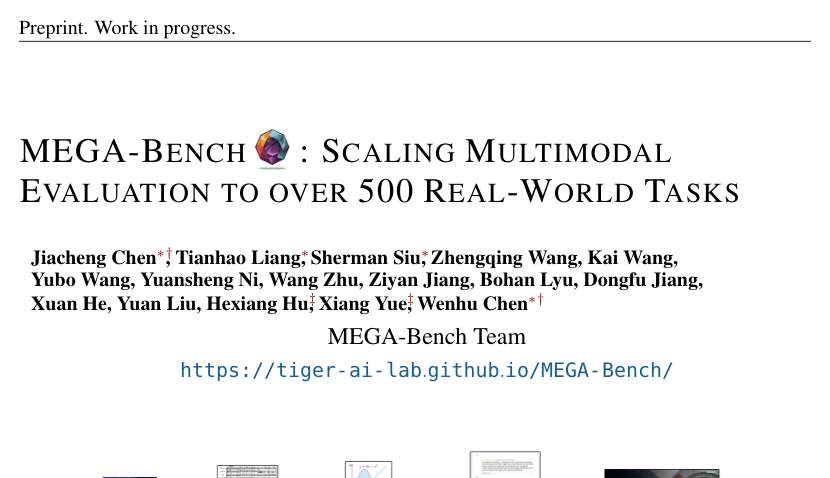 Preprint. Work in progress.
MEGA-BENCH : SCALING MULTIMODAL
EVALUATION TO OVER 500 REAL-WORLD TASKS
Jiacheng Chen*†, Tianhao Liang*, Sherman Siu*, Zhengqing Wang, Kai Wang,
Yubo Wang, Yuansheng Ni, Wang Zhu, Ziyan Jiang, Bohan Lyu, Dongfu Jiang,
Xuan He, Yuan Liu, Hexiang Hu‡, Xiang Yue‡, Wenhu Chen*†
MEGA-Bench Team
https://tiger-ai-lab.github.io/MEGA-Bench/